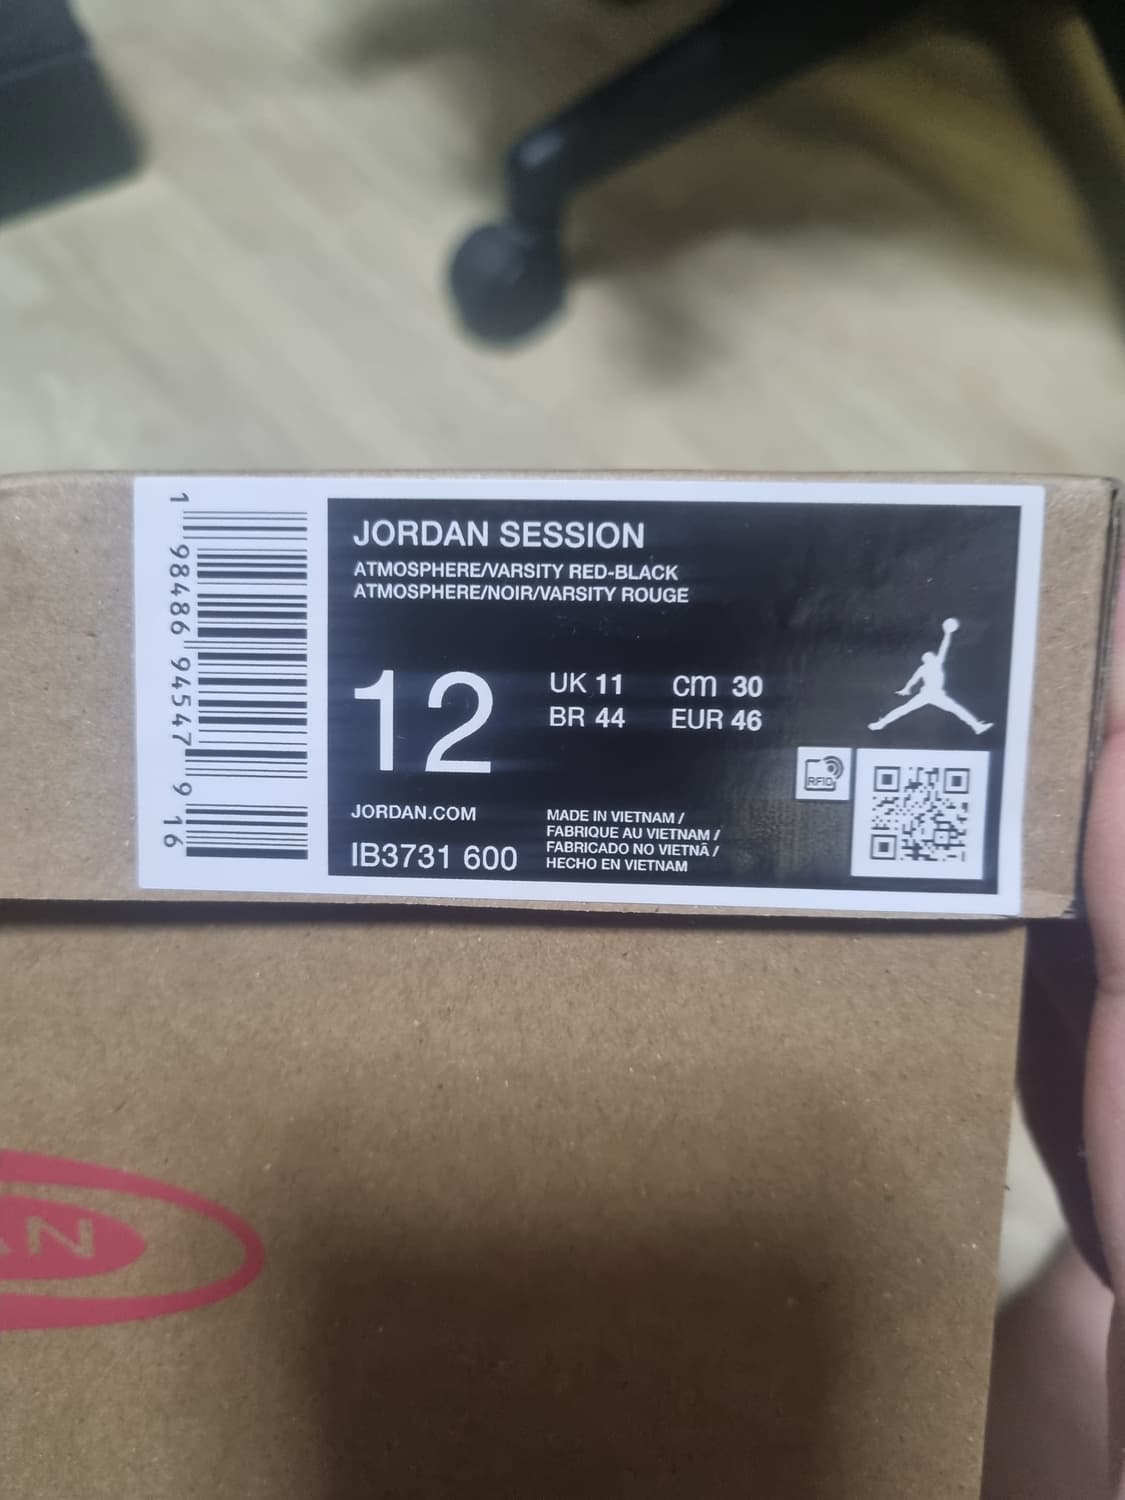 JORDAN SESSION
ATMOSPHERE/VARSITY RED-BLACK
ATMOSPHERE/NOIR/VARSITY ROUGE
12
UK 11 cm 30
BR 44 EUR 46
RFID
JORDAN.COM
IB3731 600
MADE IN VIETNAM /
FABRIQUE AU VIETNAM /
FABRICADO NO VIETNÃ /
HECHO EN VIETNAM
1 98486 94547 9 16